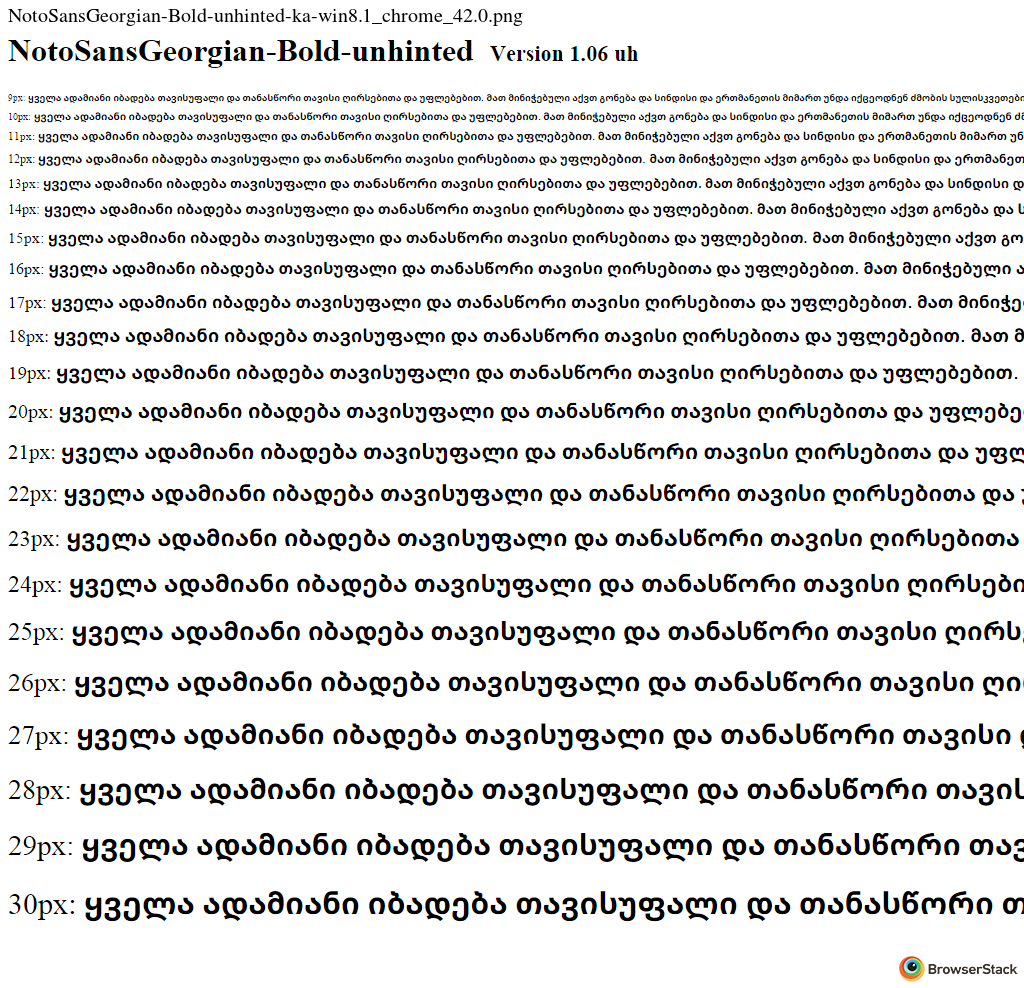 NotoSansGeorgian-Bold-unhinted-ka-win8.1_chrome_42.0.png
NotoSansGeorgian-Bold-unhinted Version 1.06 uh
9px: ყველა ადამიანი იბადება თავისუფალი და თანასწორი თავისი ღირსებითა და უფლებებით. მათ მინიჭებული აქვთ გონება და სინდისი და ერთმანეთის მიმართ უნდა იქცეოდნენ ძმობის სულისკვეთები
10px: ყველა ადამიანი იბადება თავისუფალი და თანასწორი თავისი ღირსებითა და უფლებებით. მათ მინიჭებული აქვთ გონება და სინდისი და ერთმანეთის მიმართ უნდა იქცეოდნენ
11px: ყველა ადამიანი იბადება თავისუფალი და თანასწორი თავისი ღირსებითა და უფლებებით. მათ მინიჭებული აქვთ გონება და სინდისი და ერთმანეთის მიმართ უნ
12px: ყველა ადამიანი იბადება თავისუფალი და თანასწორი თავისი ღირსებითა და უფლებებით. მათ მინიჭებული აქვთ გონება და სინდისი და ერთმანეთ
13px: ყველა ადამიანი იბადება თავისუფალი და თანასწორი თავისი ღირსებითა და უფლებებით. მათ მინიჭებული აქვთ გონება და სინდისი დ
14px: ყველა ადამიანი იბადება თავისუფალი და თანასწორი თავისი ღირსებითა და უფლებებით. მათ მინიჭებული აქვთ გონება და ს
15px: ყველა ადამიანი იბადება თავისუფალი და თანასწორი თავისი ღირსებითა და უფლებებით. მათ მინიჭებული აქვთ გო
16px: ყველა ადამიანი იბადება თავისუფალი და თანასწორი თავისი ღირსებითა და უფლებებით. მათ მინიჭებული ა
17px: ყველა ადამიანი იბადება თავისუფალი და თანასწორი თავისი ღირსებითა და უფლებებით. მათ მინიჭე
18px: ყველა ადამიანი იბადება თავისუფალი და თანასწორი თავისი ღირსებითა და უფლებებით. მათ მ
19px: ყველა ადამიანი იბადება თავისუფალი და თანასწორი თავისი ღირსებითა და უფლებებით.
20px: ყველა ადამიანი იბადება თავისუფალი და თანასწორი თავისი ღირსებითა და უფლებე
21px: ყველა ადამიანი იბადება თავისუფალი და თანასწორი თავისი ღირსებითა და უფლ
22px: ყველა ადამიანი იბადება თავისუფალი და თანასწორი თავისი ღირსებითა და
23px: ყველა ადამიანი იბადება თავისუფალი და თანასწორი თავისი ღირსებითა
24px: ყველა ადამიანი იბადება თავისუფალი და თანასწორი თავისი ღირსები
25px: ყველა ადამიანი იბადება თავისუფალი და თანასწორი თავისი ღირს
26px: ყველა ადამიანი იბადება თავისუფალი და თანასწორი თავისი ღი
27px: ყველა ადამიანი იბადება თავისუფალი და თანასწორი თავისი
28px: ყველა ადამიანი იბადება თავისუფალი და თანასწორი თავის
29px: ყველა ადამიანი იბადება თავისუფალი და თანასწორი თავ
30px: ყველა ადამიანი იბადება თავისუფალი და თანასწორი თ
BrowserStack